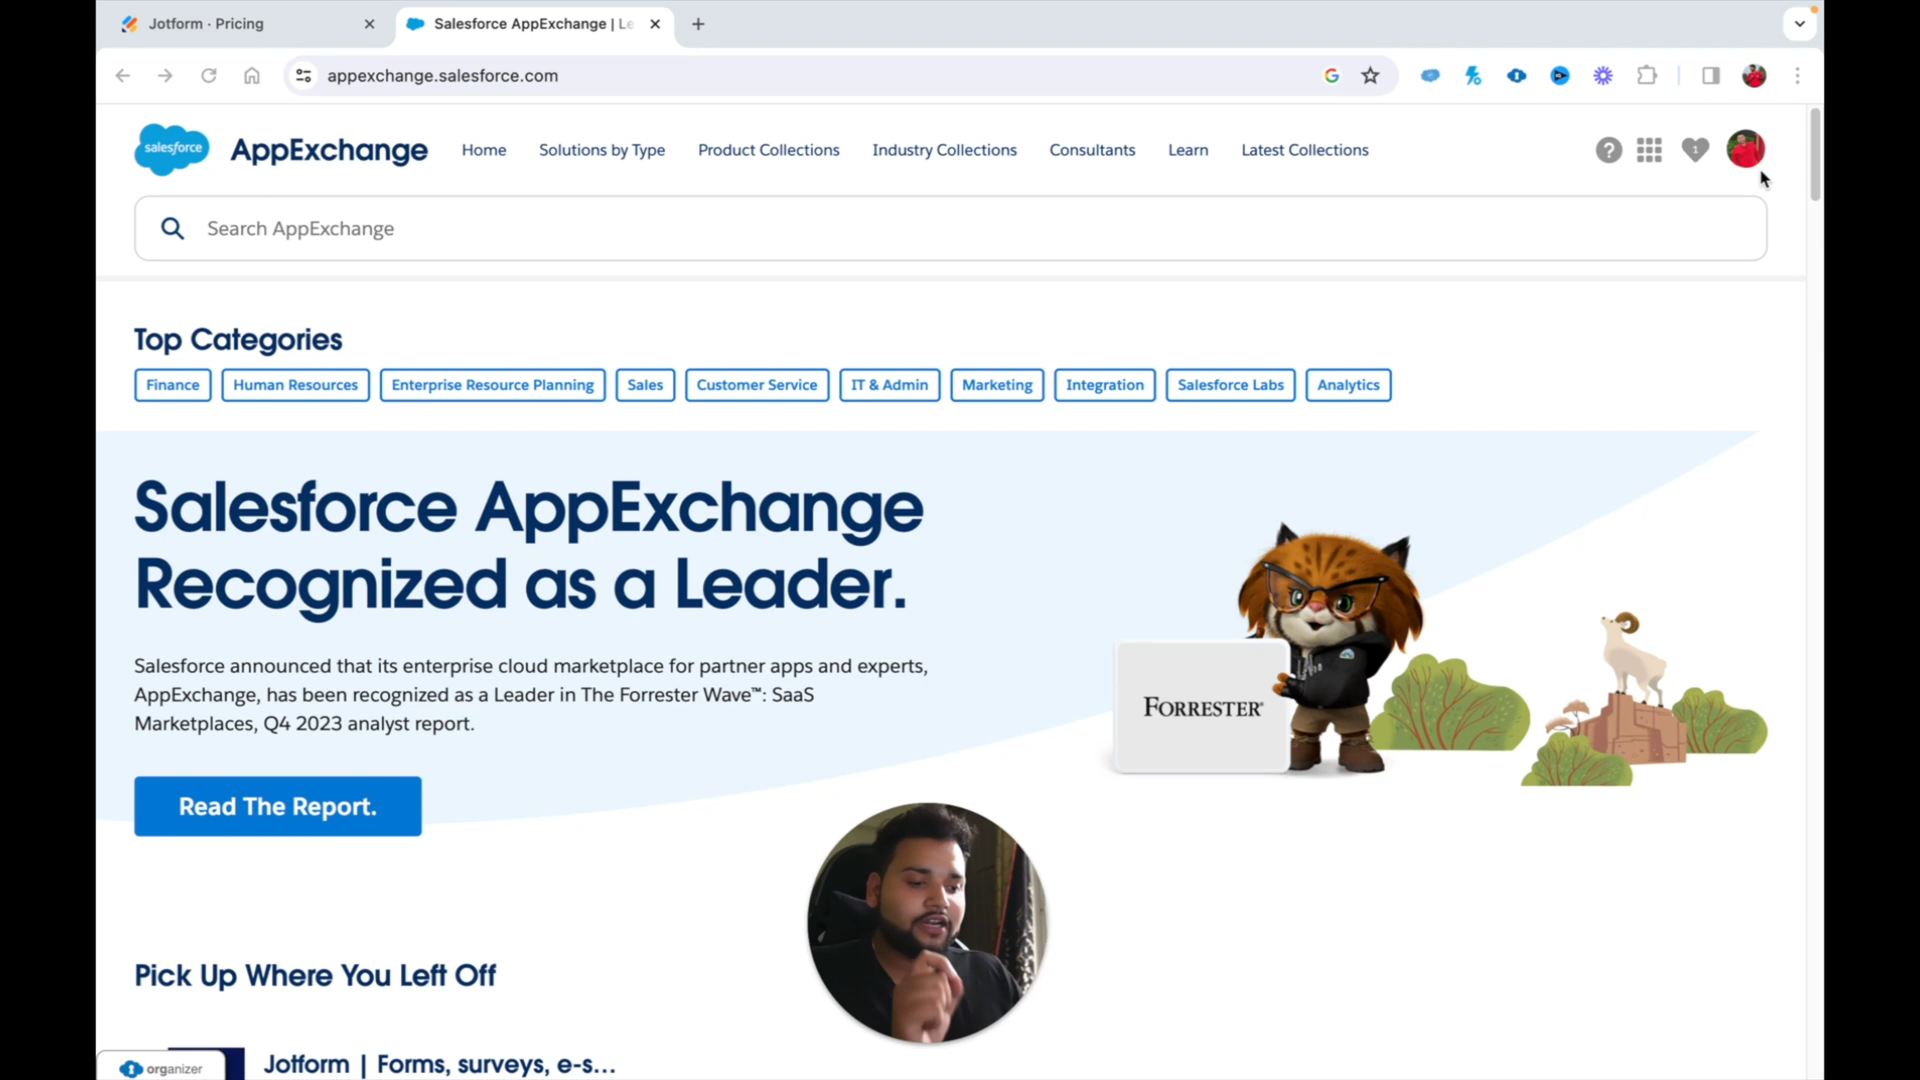 Jotform · Pricing
Salesforce AppExchange | Le
appexchange.salesforce.com
salesforce
AppExchange
Home
Solutions by Type
Product Collections
Industry Collections
Consultants
Learn
Latest Collections
1
Search AppExchange
Top Categories
Finance
Human Resources
Enterprise Resource Planning
Sales
Customer Service
IT & Admin
Marketing
Integration
Salesforce Labs
Analytics
Salesforce AppExchange
Recognized as a Leader.
Salesforce announced that its enterprise cloud marketplace for partner apps and experts,
AppExchange, has been recognized as a Leader in The Forrester Wave™: SaaS
Marketplaces, Q4 2023 analyst report.
FORRESTER®
Read The Report.
Pick Up Where You Left Off
Jotform | Forms, surveys, e-s...
organizer